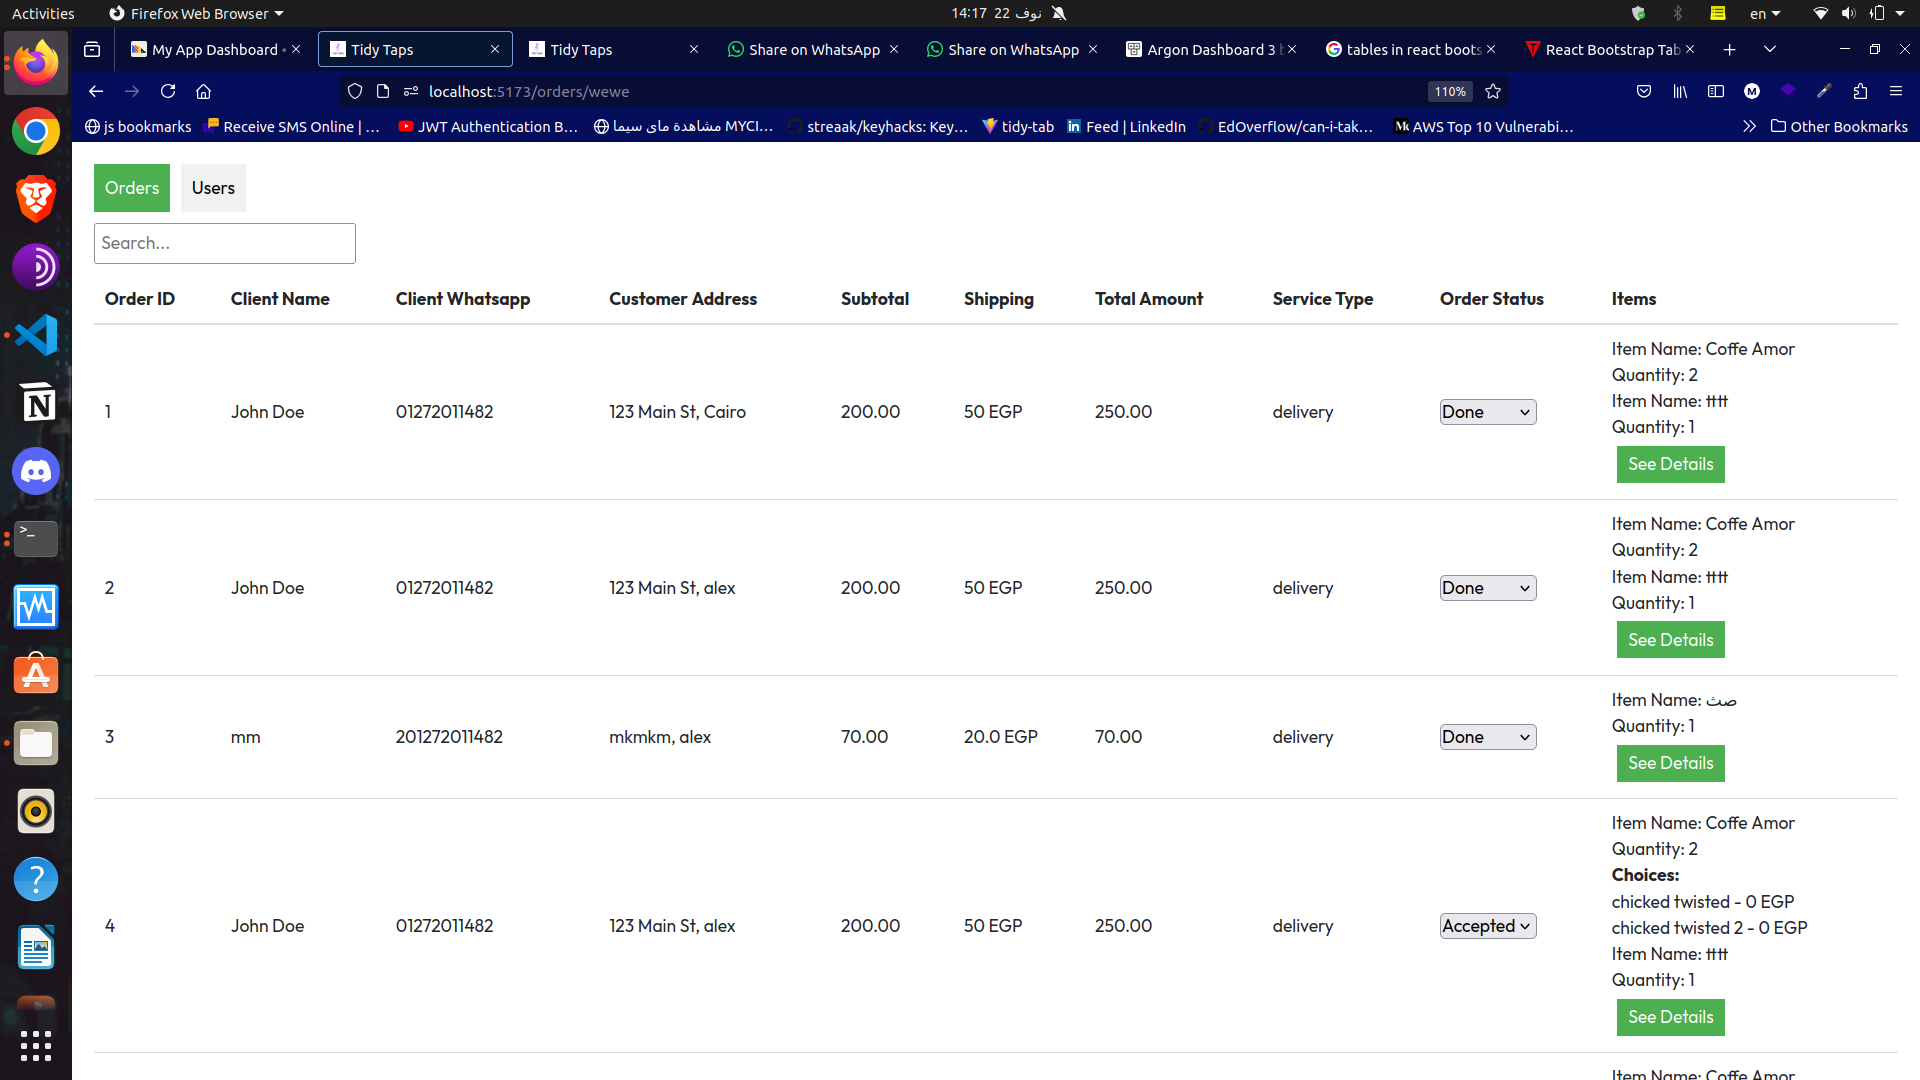 Activities
Firefox Web Browser
14:17 22 نوف
en
My App Dashboard
Tidy Taps
Tidy Taps
Share on WhatsApp
Share on WhatsApp
Argon Dashboard 3 b
tables in react boots
React Bootstrap Tab
localhost:5173/orders/wewe
110%
js bookmarks
Receive SMS Online | ...
JWT Authentication B...
مشاهدة ماى سيما MYCI...
streaak/keyhacks: Key...
tidy-tab
Feed | LinkedIn
EdOverflow/can-i-tak...
AWS Top 10 Vulnerabi...
Other Bookmarks
Orders
Users
Search...
Order ID Client Name Client Whatsapp Customer Address Subtotal Shipping Total Amount Service Type Order Status Items
1 John Doe 01272011482 123 Main St, Cairo 200.00 50 EGP 250.00 delivery Done
Item Name: Coffe Amor
Quantity: 2
Item Name: tttt
Quantity: 1
See Details
2 John Doe 01272011482 123 Main St, alex 200.00 50 EGP 250.00 delivery Done
Item Name: Coffe Amor
Quantity: 2
Item Name: tttt
Quantity: 1
See Details
3 mm 201272011482 mkmkm, alex 70.00 20.0 EGP 70.00 delivery Done
Item Name: صث
Quantity: 1
See Details
4 John Doe 01272011482 123 Main St, alex 200.00 50 EGP 250.00 delivery Accepted
Item Name: Coffe Amor
Quantity: 2
Choices:
chicked twisted - 0 EGP
chicked twisted 2 - 0 EGP
Item Name: tttt
Quantity: 1
See Details
Item Name: Coffe Amor